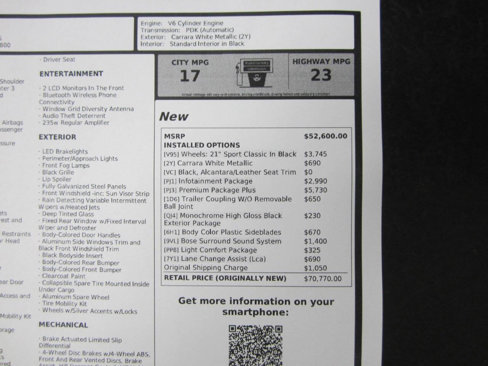 Engine: V6 Cylinder Engine
Transmission: PDK (Automatic)
Exterior: Carrara White Metallic (2Y)
Interior: Standard Interior in Black
800
- Driver Seat
ENTERTAINMENT
- 2 LCD Monitors In The Front
- Bluetooth Wireless Phone
Connectivity
- Window Grid Diversity Antenna
- Audio Theft Deterrent
- 235w Regular Amplifier
EXTERIOR
- LED Brakelights
- Perimeter/Approach Lights
- Front Fog Lamps
- Black Grille
- Lip Spoiler
- Fully Galvanized Steel Panels
- Front Windshield -inc: Sun Visor Strip
- Rain Detecting Variable Intermittent
Wipers w/Heated Jets
- Deep Tinted Glass
- Fixed Rear Window w/Fixed Interval
Wiper and Defroster
- Body-Colored Door Handles
- Aluminum Side Windows Trim and
Black Front Windshield Trim
- Black Bodyside Insert
- Body-Colored Rear Bumper
- Body-Colored Front Bumper
- Clearcoat Paint
- Collapsible Spare Tire Mounted Inside
Under Cargo
- Aluminum Spare Wheel
- Tire Mobility Kit
- Wheels w/Silver Accents w/Locks
MECHANICAL
- Brake Actuated Limited Slip
Differential
- 4-Wheel Disc Brakes w/4-Wheel ABS,
Front And Rear Vented Discs, Brake
Shoulder
Airbags
Restraints
Access and
Mobility Kit
CITY MPG
17
HIGHWAY MPG
23
New
MSRP $52,600.00
INSTALLED OPTIONS
[V95] Wheels: 21" Sport Classic In Black $3,745
[2Y] Carrara White Metallic $690
[VC] Black, Alcantara/Leather Seat Trim $0
[PJ1] Infotainment Package $2,990
[PJ3] Premium Package Plus $5,730
[1D6] Trailer Coupling W/O Removable $650
Ball Joint
[QJ4] Monochrome High Gloss Black $230
Exterior Package
[6H1] Body Color Plastic Sideblades $670
[9VL] Bose Surround Sound System $1,400
[PP8] Light Comfort Package $325
[7Y1] Lane Change Assist (Lca) $690
Original Shipping Charge $1,050
RETAIL PRICE (ORIGINALLY NEW) $70,770.00
Get more information on your
smartphone: